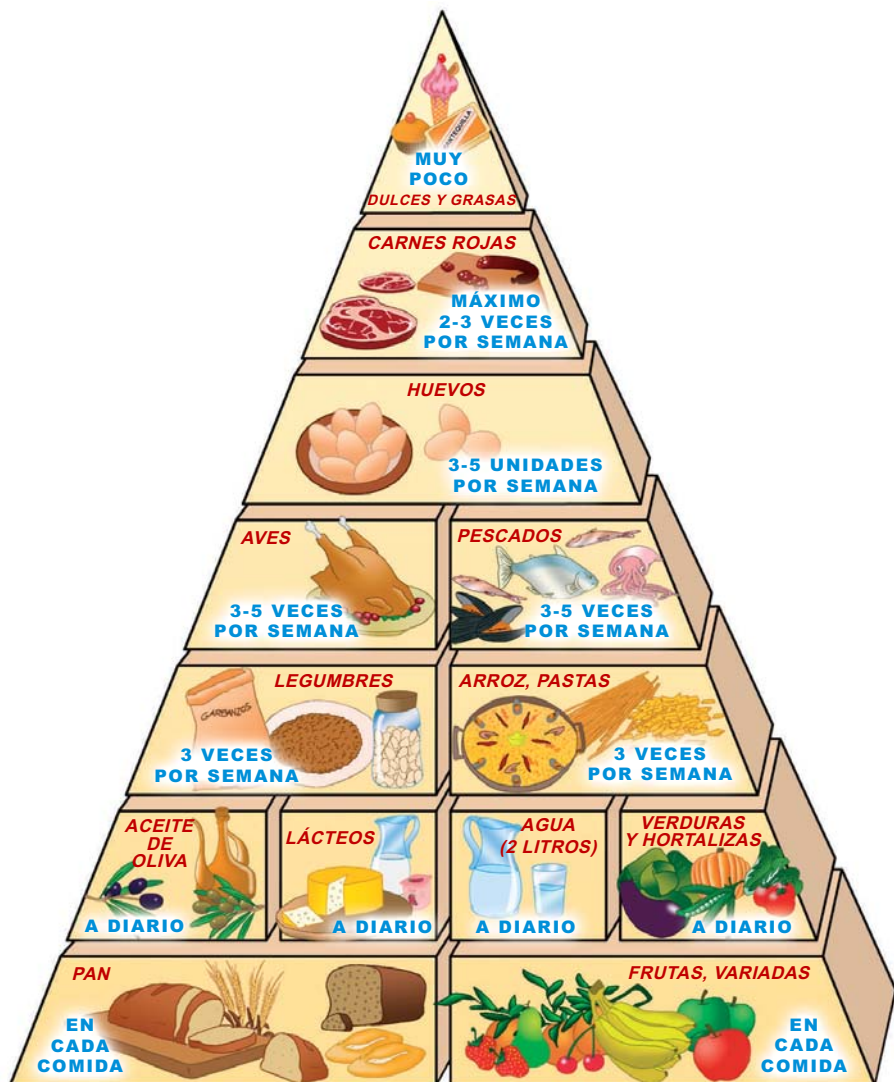 MANTEQUILLA
MUY
POCO
DULCES Y GRASAS
CARNES ROJAS
MÁXIMO
2-3 VECES
POR SEMANA
HUEVOS
3-5 UNIDADES
POR SEMANA
AVES
3-5 VECES
POR SEMANA
PESCADOS
3-5 VECES
POR SEMANA
LEGUMBRES
GARBANZOS
3 VECES
POR SEMANA
ARROZ, PASTAS
3 VECES
POR SEMANA
ACEITE
DE
OLIVA
A DIARIO
LÁCTEOS
A DIARIO
AGUA
(2 LITROS)
A DIARIO
VERDURAS
Y HORTALIZAS
A DIARIO
PAN
EN
CADA
COMIDA
FRUTAS, VARIADAS
EN
CADA
COMIDA